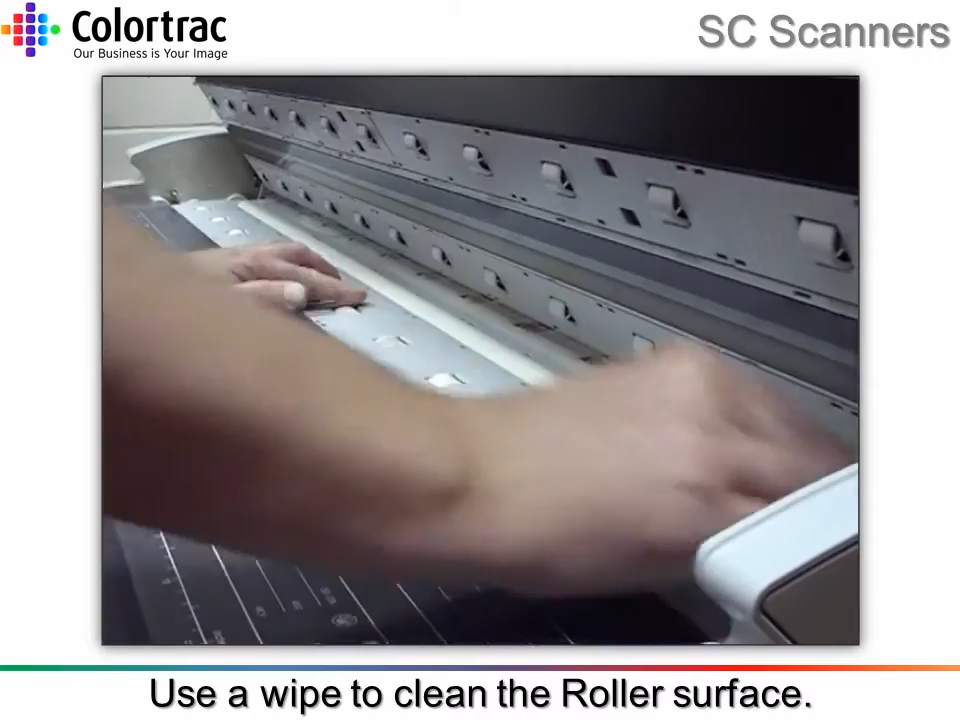 Colortrac
Our Business is Your Image
SC Scanners
Use a wipe to clean the Roller surface.